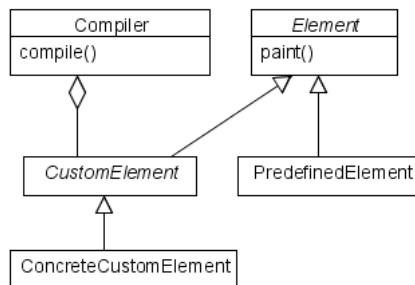 Compiler
compile()
Element
paint()
CustomElement
PredefinedElement
ConcreteCustomElement